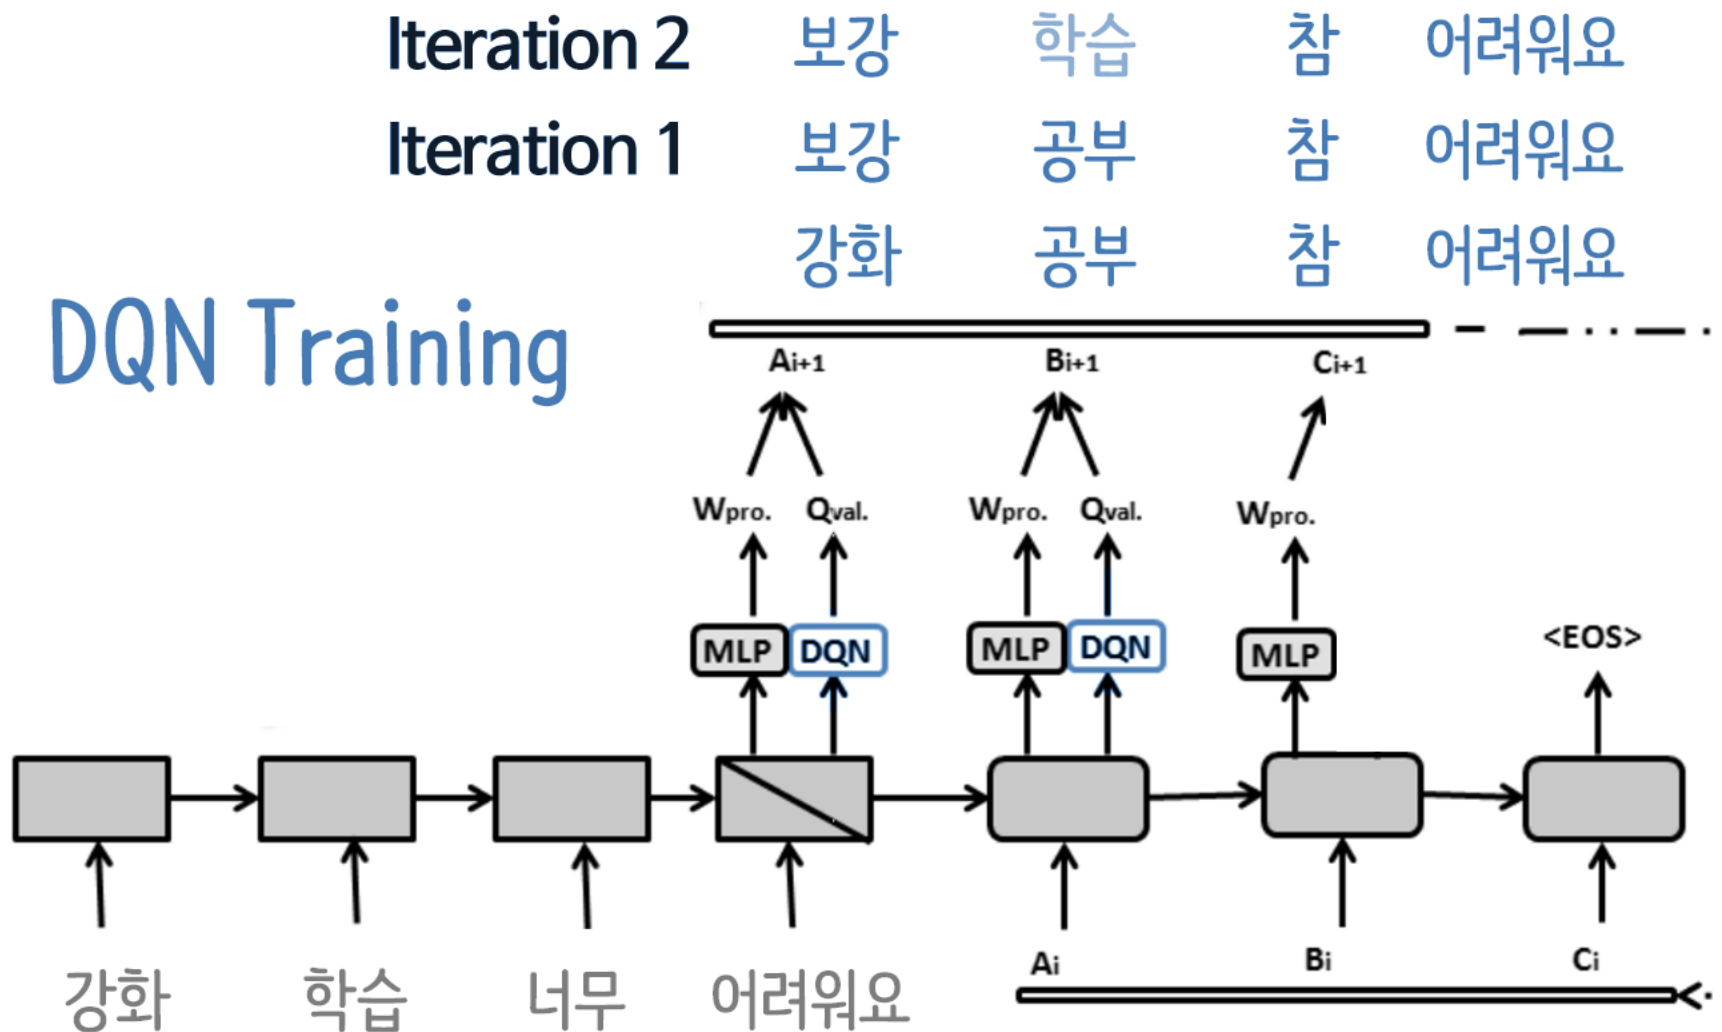 Iteration 2 보강 학습 참 어려워요
Iteration 1 보강 공부 참 어려워요
강화 공부 참 어려워요
DQN Training
Ai+1 Bi+1 Ci+1
Wpro. Qval. Wpro. Qval. Wpro.
MLP DQN MLP DQN MLP <EOS>
Ai Bi Ci
강화 학습 너무 어려워요